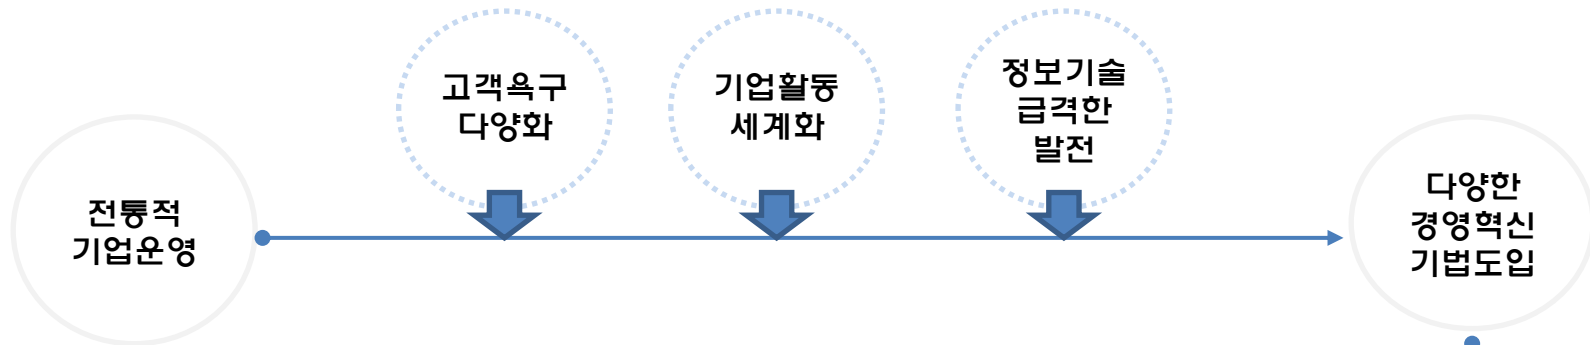 전통적
기업운영
고객욕구
다양화
기업활동
세계화
정보기술
급격한
발전
다양한
경영혁신
기법도입